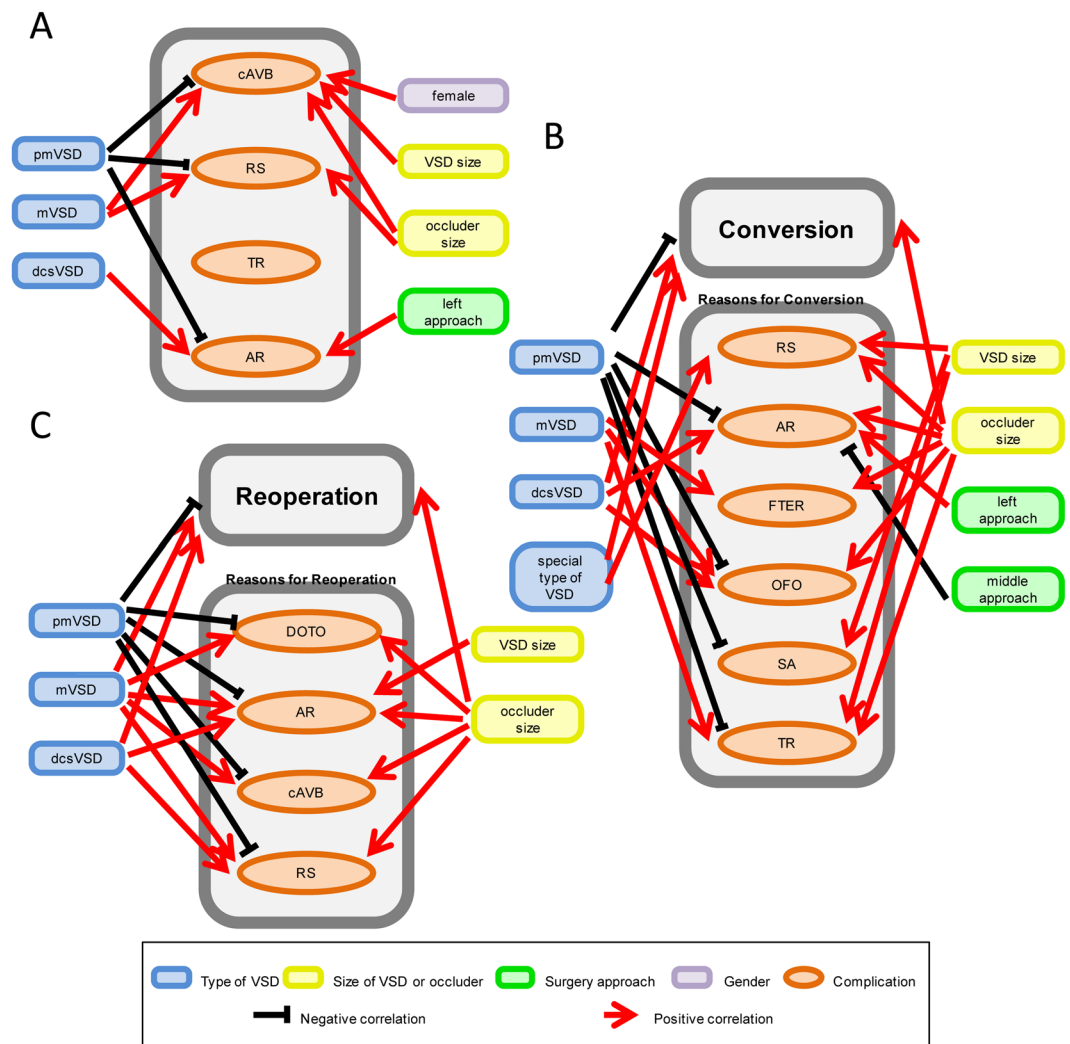 A
cAVB
RS
TR
AR
pmVSD
mVSD
dcsVSD
female
VSD size
occluder
size
left
approach
B
Conversion
Reasons for Conversion
RS
AR
FTER
OFO
SA
TR
pmVSD
mVSD
dcsVSD
special
type of
VSD
VSD size
occluder
size
left
approach
middle
approach
C
Reoperation
Reasons for Reoperation
DOTO
AR
cAVB
RS
pmVSD
mVSD
dcsVSD
VSD size
occluder
size
Type of VSD
Size of VSD or occluder
Surgery approach
Gender
Complication
Negative correlation
Positive correlation